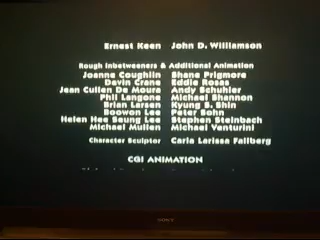 Ernest Keen John D. Williamson
Rough Inbetweeners & Additional Animation
Joanne Coughlin Shane Prigmore
Davin Crane Eddie Rosas
Jean Cullen De Moura Andy Schuhler
Phil Langone Michael Shannon
Brian Larsen Kyung S. Shin
Boowon Lee Peter Sohn
Helen Hee Seung Lee Stephen Steinbach
Michael Mullen Michael Venturini
Character Sculptor Carla Larissa Fallberg
CGI ANIMATION
SONY